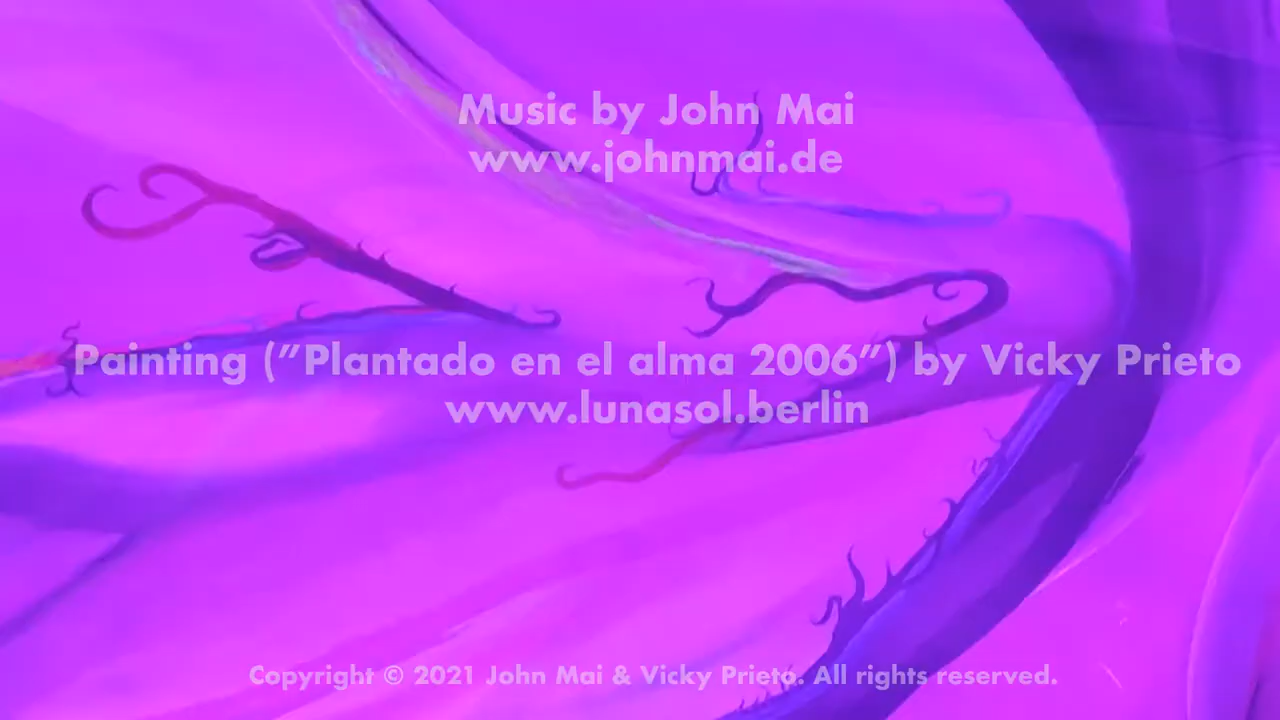 Music by John Mai
www.johnmai.de
Painting (”Plantado en el alma 2006”) by Vicky Prieto
www.lunasol.berlin
Copyright © 2021 John Mai & Vicky Prieto. All rights reserved.